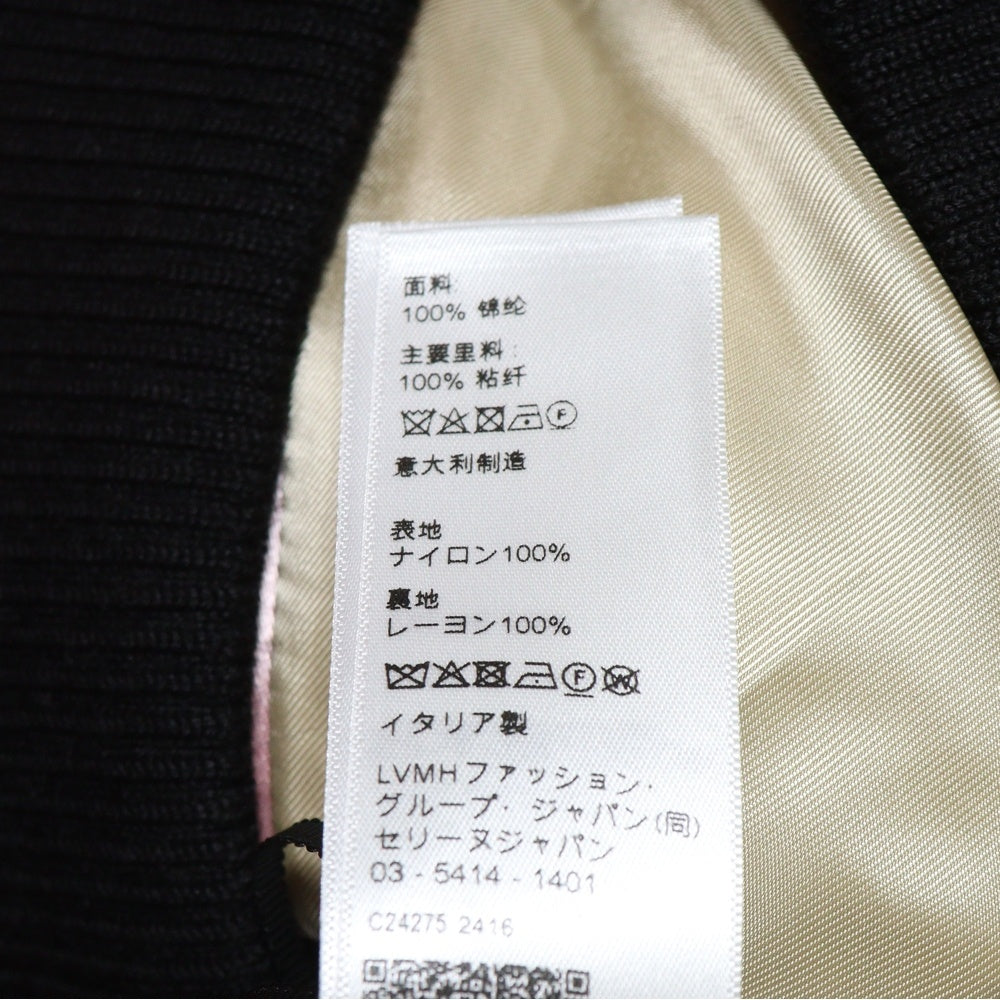 面料
100% 锦纶
主要里料:
100% 粘纤
F
意大利制造
表地
ナイロン100%
裏地
レーヨン100%
F W
イタリア製
LVMHファッション・
グループ・ジャパン(同)
セリーヌジャパン
03-5414-1401
C24275 2416